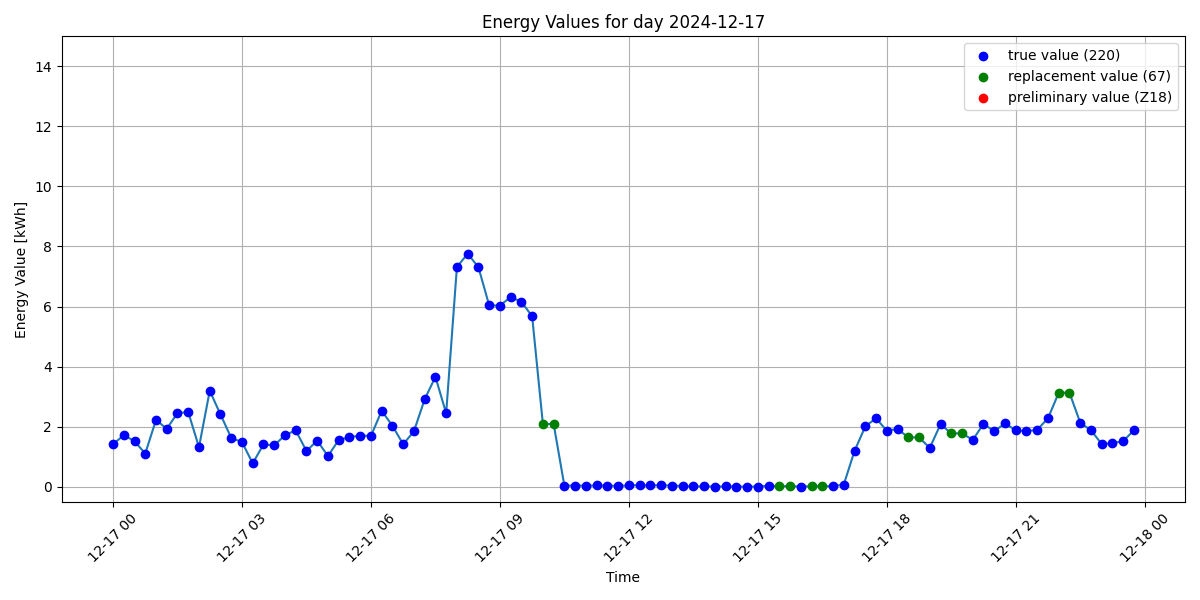 Energy Values for day 2024-12-17
true value (220)
replacement value (67)
preliminary value (Z18)
Energy Value [kWh]
14
12
10
8
6
4
2
0
12-17 00
12-17 03
12-17 06
12-17 09
12-17 12
12-17 15
12-17 18
12-17 21
12-18 00
Time